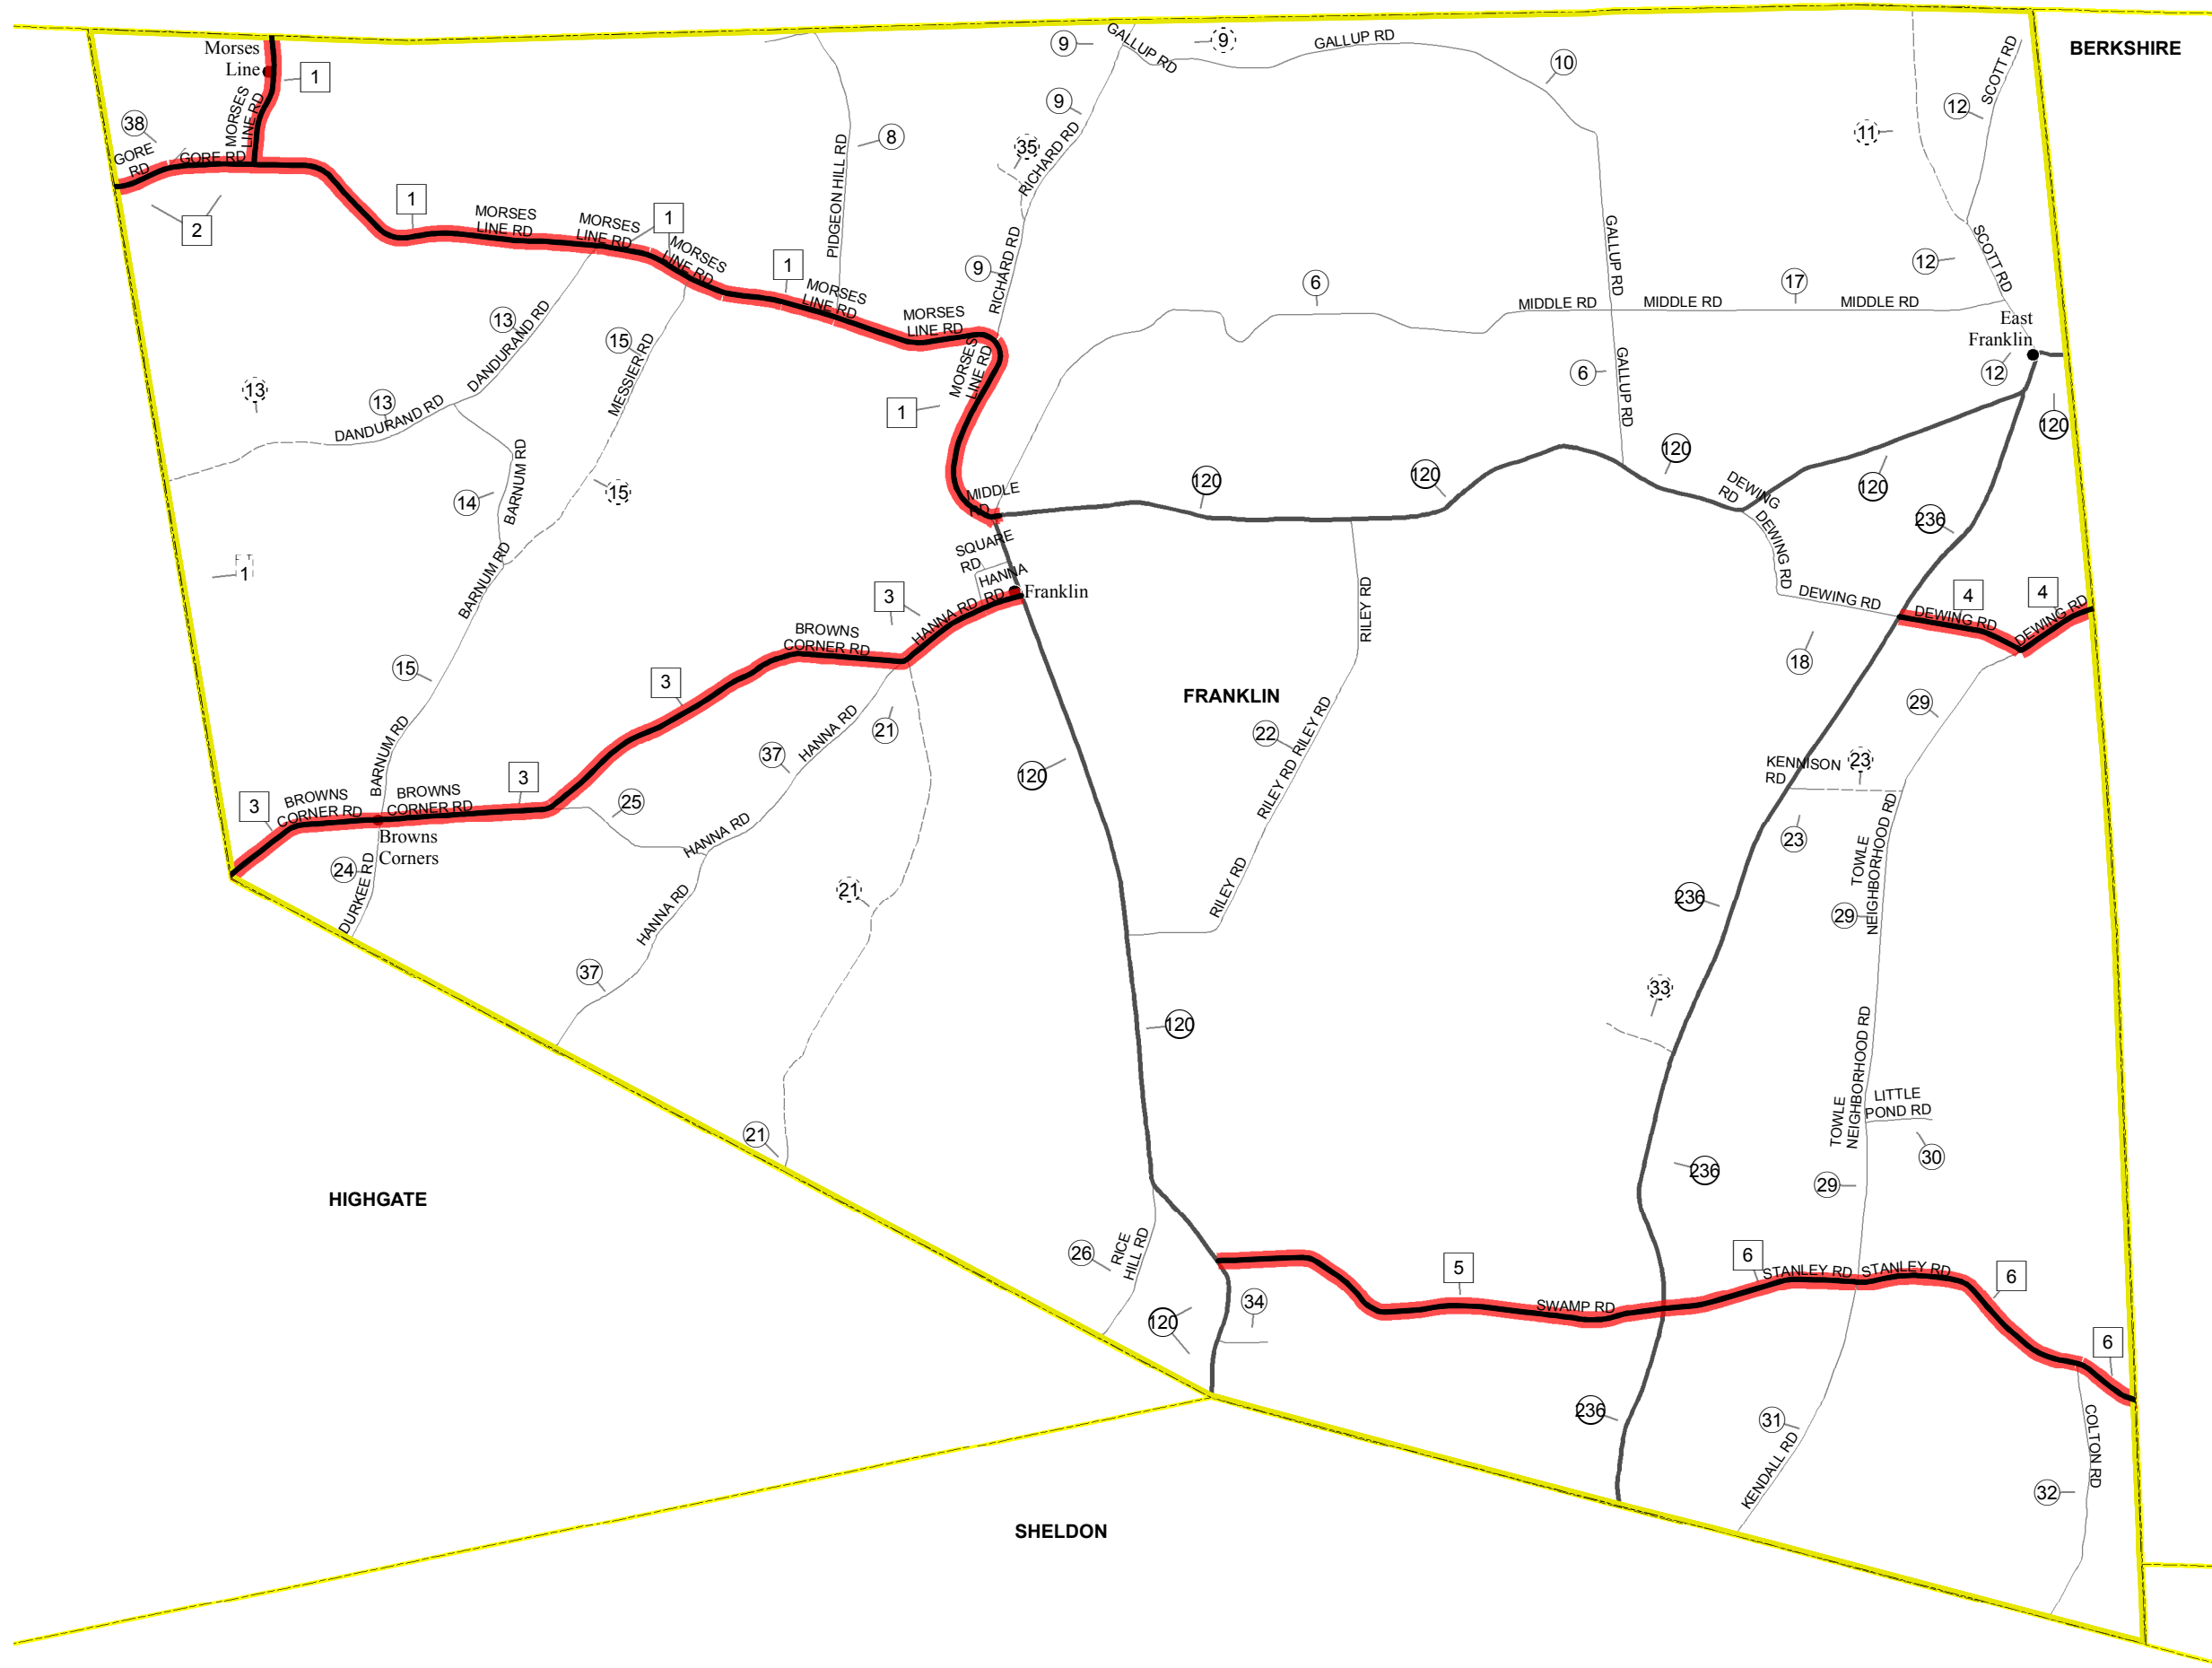 BERKSHIRE
Morses
Line
1
MORSES
LINE RD
38
GORE
RD
GORE RD
2
8
PIDGEON HILL RD
9
GALLUP RD
9
GALLUP RD
10
9
35
RICHARD RD
RICHARD RD
9
11
12
SCOTT RD
12
SCOTT RD
1
MORSES
LINE RD
MORSES
LINE RD
1
MORSES
LINE RD
1
MORSES
LINE RD
MORSES
LINE RD
MORSES
LINE RD
1
MIDDLE
RD
6
GALLUP RD
MIDDLE RD
MIDDLE RD
17
MIDDLE RD
East
Franklin
12
6
GALLUP RD
120
13
DANDURAND RD
15
MESSIER RD
13
13
DANDURAND RD
14
BARNUM RD
15
1
BARNUM RD
15
BARNUM RD
120
120
120
120
DEWING
RD
DEWING RD
236
DEWING RD
4
DEWING RD
4
DEWING RD
18
SQUARE
RD
HANNA
RD
Franklin
3
HANNA RD
BROWNS
CORNER RD
3
3
BROWNS
CORNER RD
3
BROWNS
CORNER RD
Browns
Corners
24
DURKEE RD
25
37
HANNA RD
HANNA RD
HANNA RD
37
21
21
21
120
FRANKLIN
22
RILEY RD
RILEY RD
RILEY RD
RILEY RD
29
KENNISON
RD
23
23
TOWLE
NEIGHBORHOOD RD
29
236
33
120
TOWLE
NEIGHBORHOOD RD
LITTLE
POND RD
30
236
29
HIGHGATE
26
RICE
HILL RD
120
34
5
SWAMP RD
6
STANLEY RD
STANLEY RD
6
6
236
31
KENDALL RD
COLTON RD
32
SHELDON